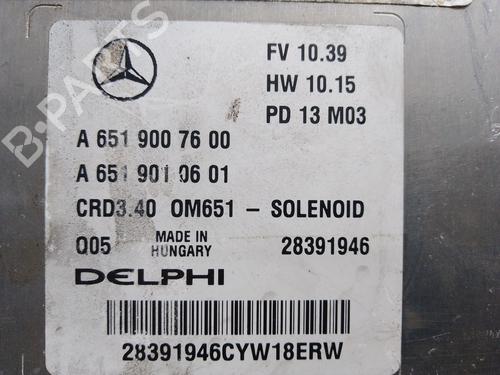 FV 10.39
HW 10.15
PD 13 M03
A 651 900 76 00
A 651 901 06 01
CRD3.40 OM651 - SOLENOID
Q05 MADE IN HUNGARY 28391946
DELPHI
28391946CYW18ERW
B-PARTS